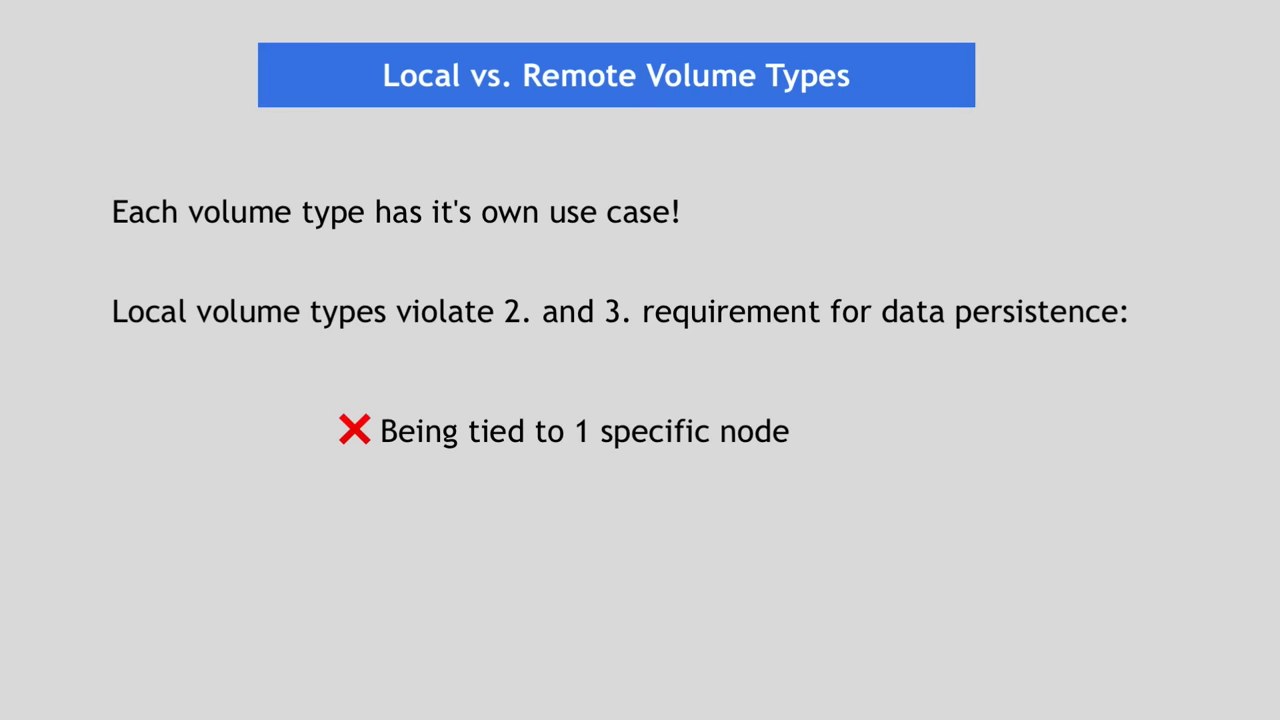 Local vs. Remote Volume Types
Each volume type has it's own use case!
Local volume types violate 2. and 3. requirement for data persistence:
❌ Being tied to 1 specific node